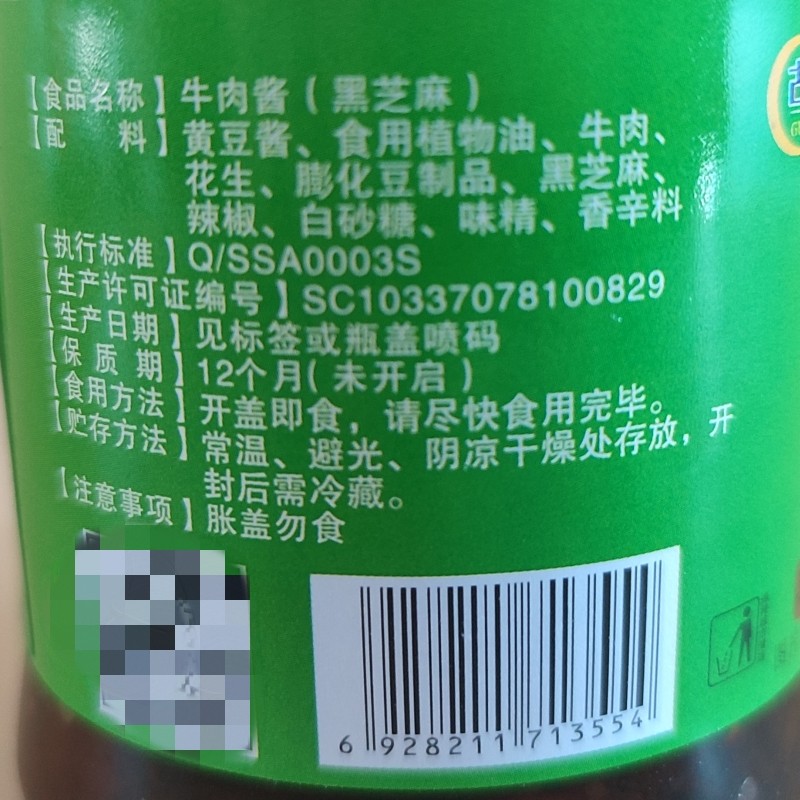 【食品名称】牛肉酱（黑芝麻）
【配 料】黄豆酱、食用植物油、牛肉、
花生、膨化豆制品、黑芝麻、
辣椒、白砂糖、味精、香辛料
【执行标准】Q/SSA0003S
【生产许可证编号】SC10337078100829
【生产日期】见标签或瓶盖喷码
【保 质 期】12个月(未开启)
【食用方法】开盖即食，请尽快食用完毕。
【贮存方法】常温、避光、阴凉干燥处存放，开
封后需冷藏。
【注意事项】胀盖勿食
6 928211 713554